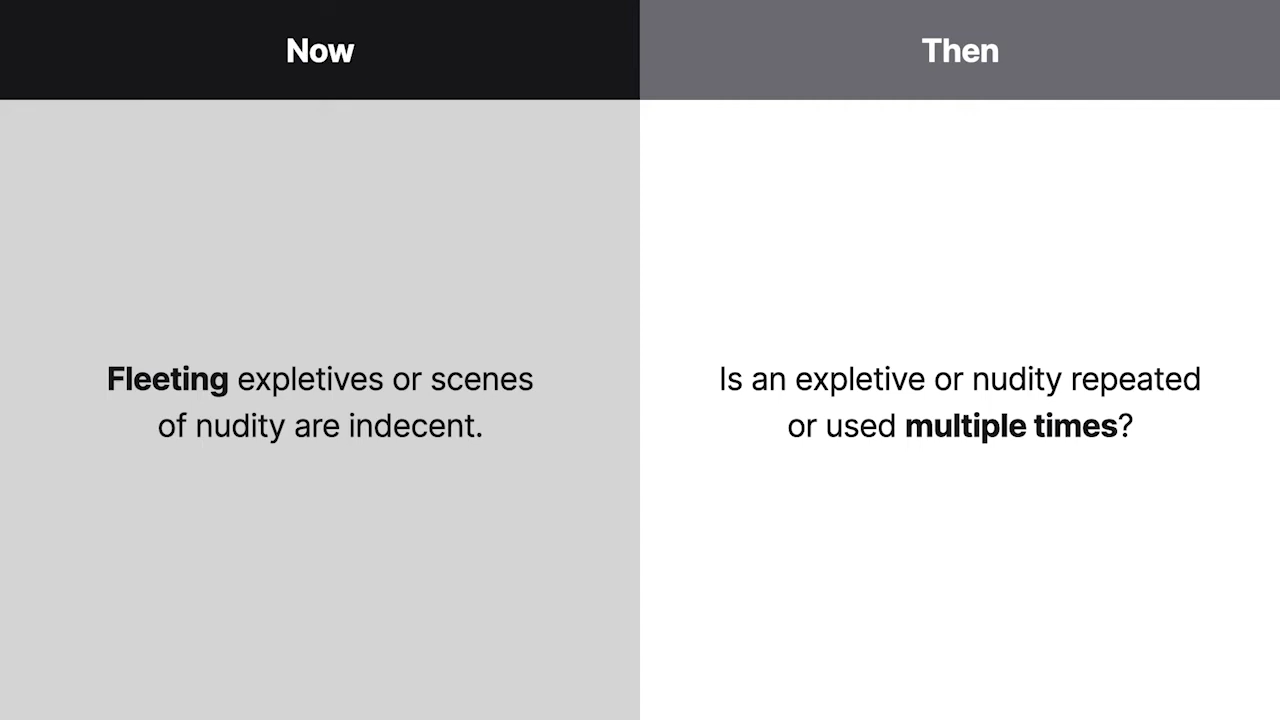 Now
Then
Fleeting expletives or scenes
of nudity are indecent.
Is an expletive or nudity repeated
or used multiple times?